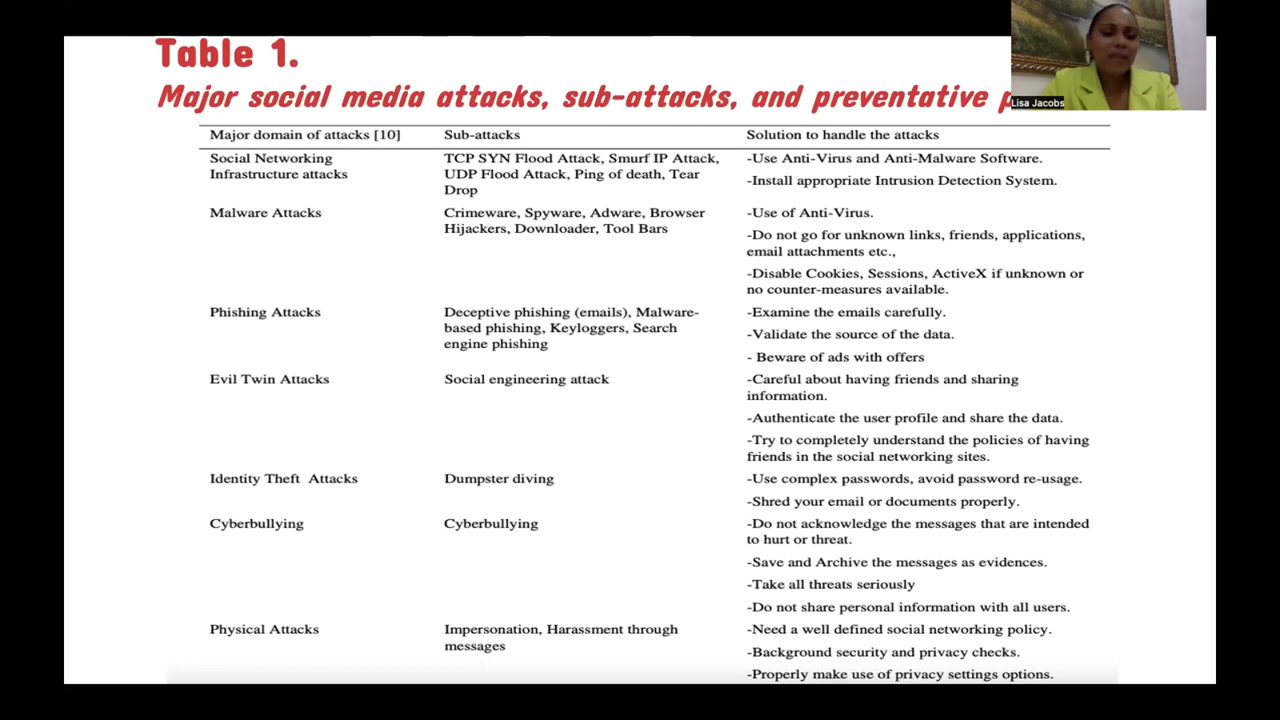 Table 1.
Major social media attacks, sub-attacks, and preventative
Lisa Jacobs
Major domain of attacks [10] Sub-attacks Solution to handle the attacks
Social Networking
Infrastructure attacks
TCP SYN Flood Attack, Smurf IP Attack,
UDP Flood Attack, Ping of death, Tear
Drop
-Use Anti-Virus and Anti-Malware Software.
-Install appropriate Intrusion Detection System.
Malware Attacks
Crimeware, Spyware, Adware, Browser
Hijackers, Downloader, Tool Bars
-Use of Anti-Virus.
-Do not go for unknown links, friends, applications,
email attachments etc.,
-Disable Cookies, Sessions, ActiveX if unknown or
no counter-measures available.
Phishing Attacks
Deceptive phishing (emails), Malware-
based phishing, Keyloggers, Search
engine phishing
-Examine the emails carefully.
-Validate the source of the data.
- Beware of ads with offers
Evil Twin Attacks
Social engineering attack
-Careful about having friends and sharing
information.
-Authenticate the user profile and share the data.
-Try to completely understand the policies of having
friends in the social networking sites.
Identity Theft Attacks
Dumpster diving
-Use complex passwords, avoid password re-usage.
-Shred your email or documents properly.
Cyberbullying
Cyberbullying
-Do not acknowledge the messages that are intended
to hurt or threat.
-Save and Archive the messages as evidences.
-Take all threats seriously
-Do not share personal information with all users.
Physical Attacks
Impersonation, Harassment through
messages
-Need a well defined social networking policy.
-Background security and privacy checks.
-Properly make use of privacy settings options.